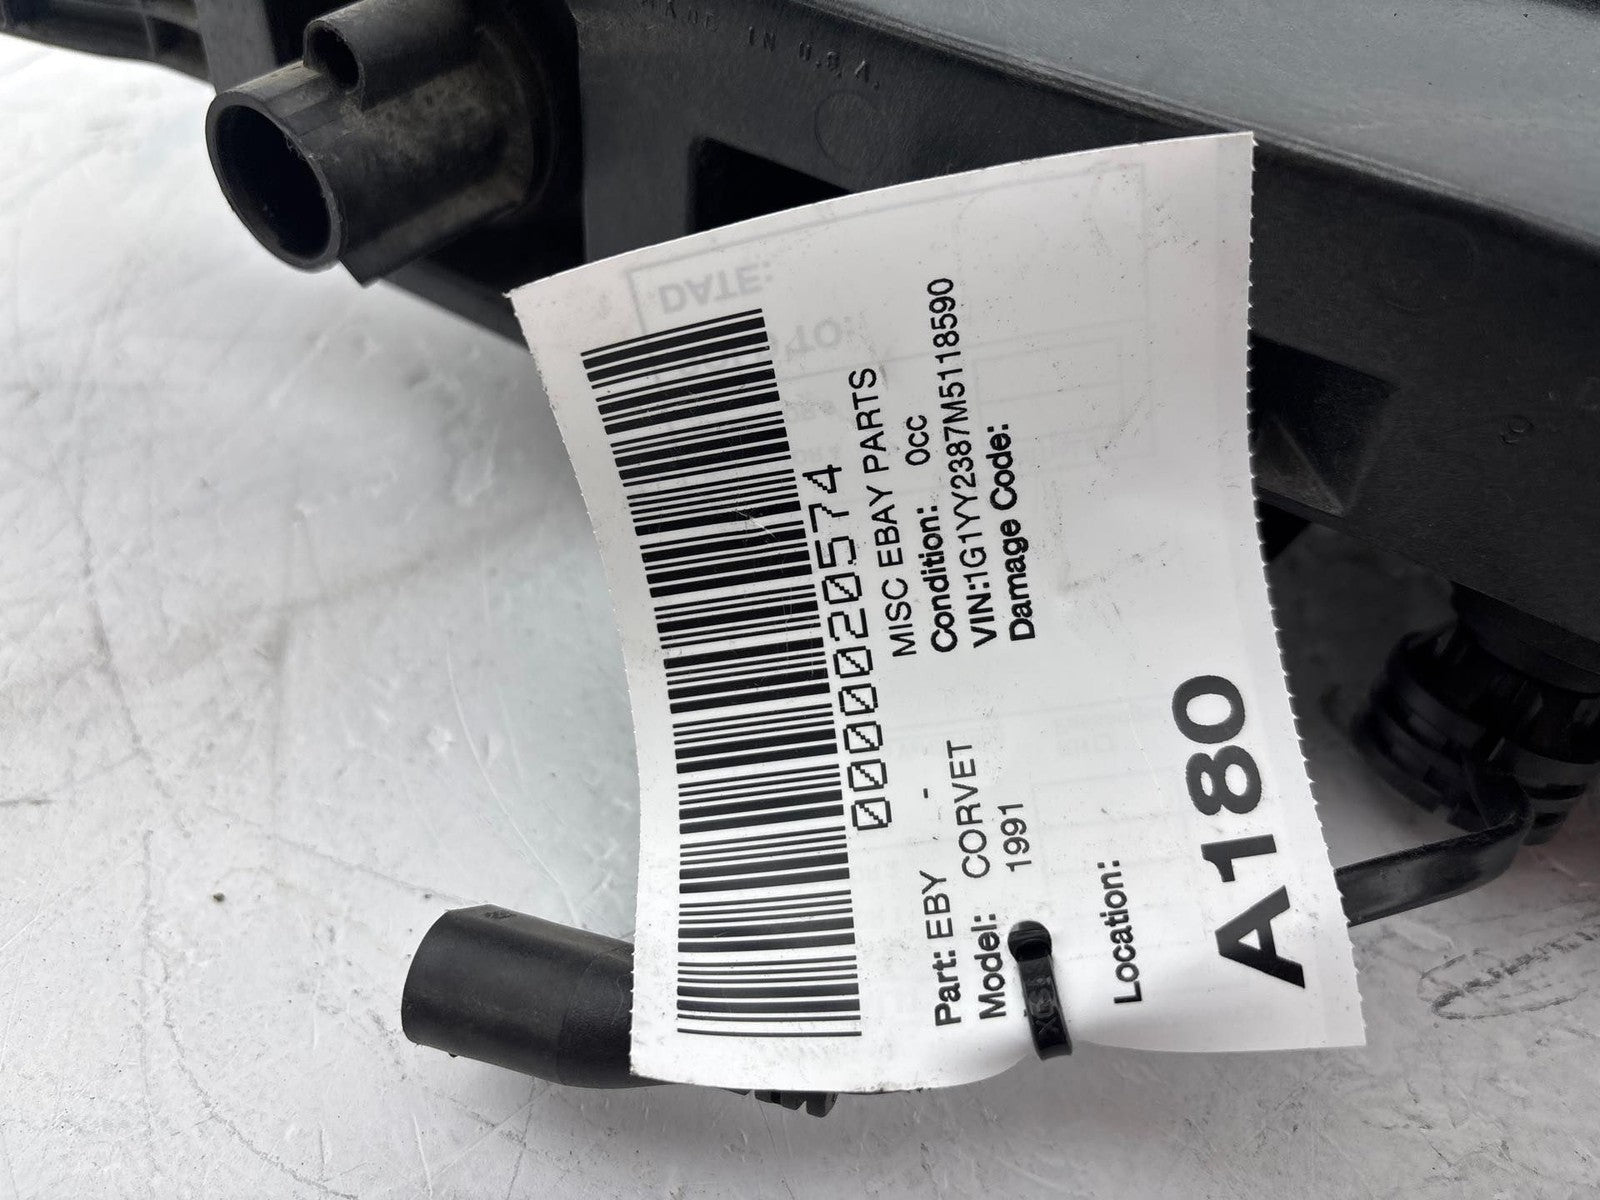 MADE IN U.S.A.
0000020574
MISC EBAY PARTS
Part: EBY -
Condition: 0cc
Model: CORVET
VIN:1G1YY2387M5118590
1991
Damage Code:
Location:
A180
DATE: